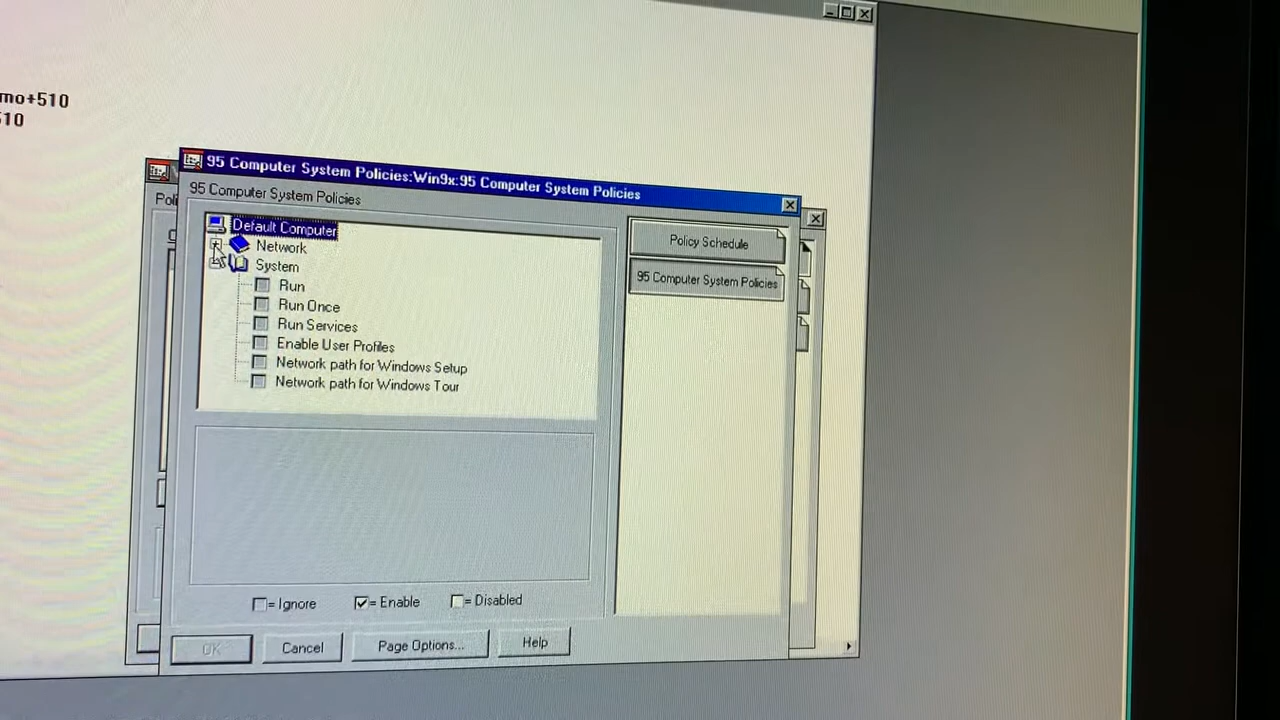 mo+510
510
95 Computer System Policies:Win9x:95 Computer System Policies
Poli
95 Computer System Policies
Default Computer
Network
System
Run
Run Once
Run Services
Enable User Profiles
Network path for Windows Setup
Network path for Windows Tour
Policy Schedule
95 Computer System Policies
= Ignore
= Enable
= Disabled
OK
Cancel
Page Options...
Help